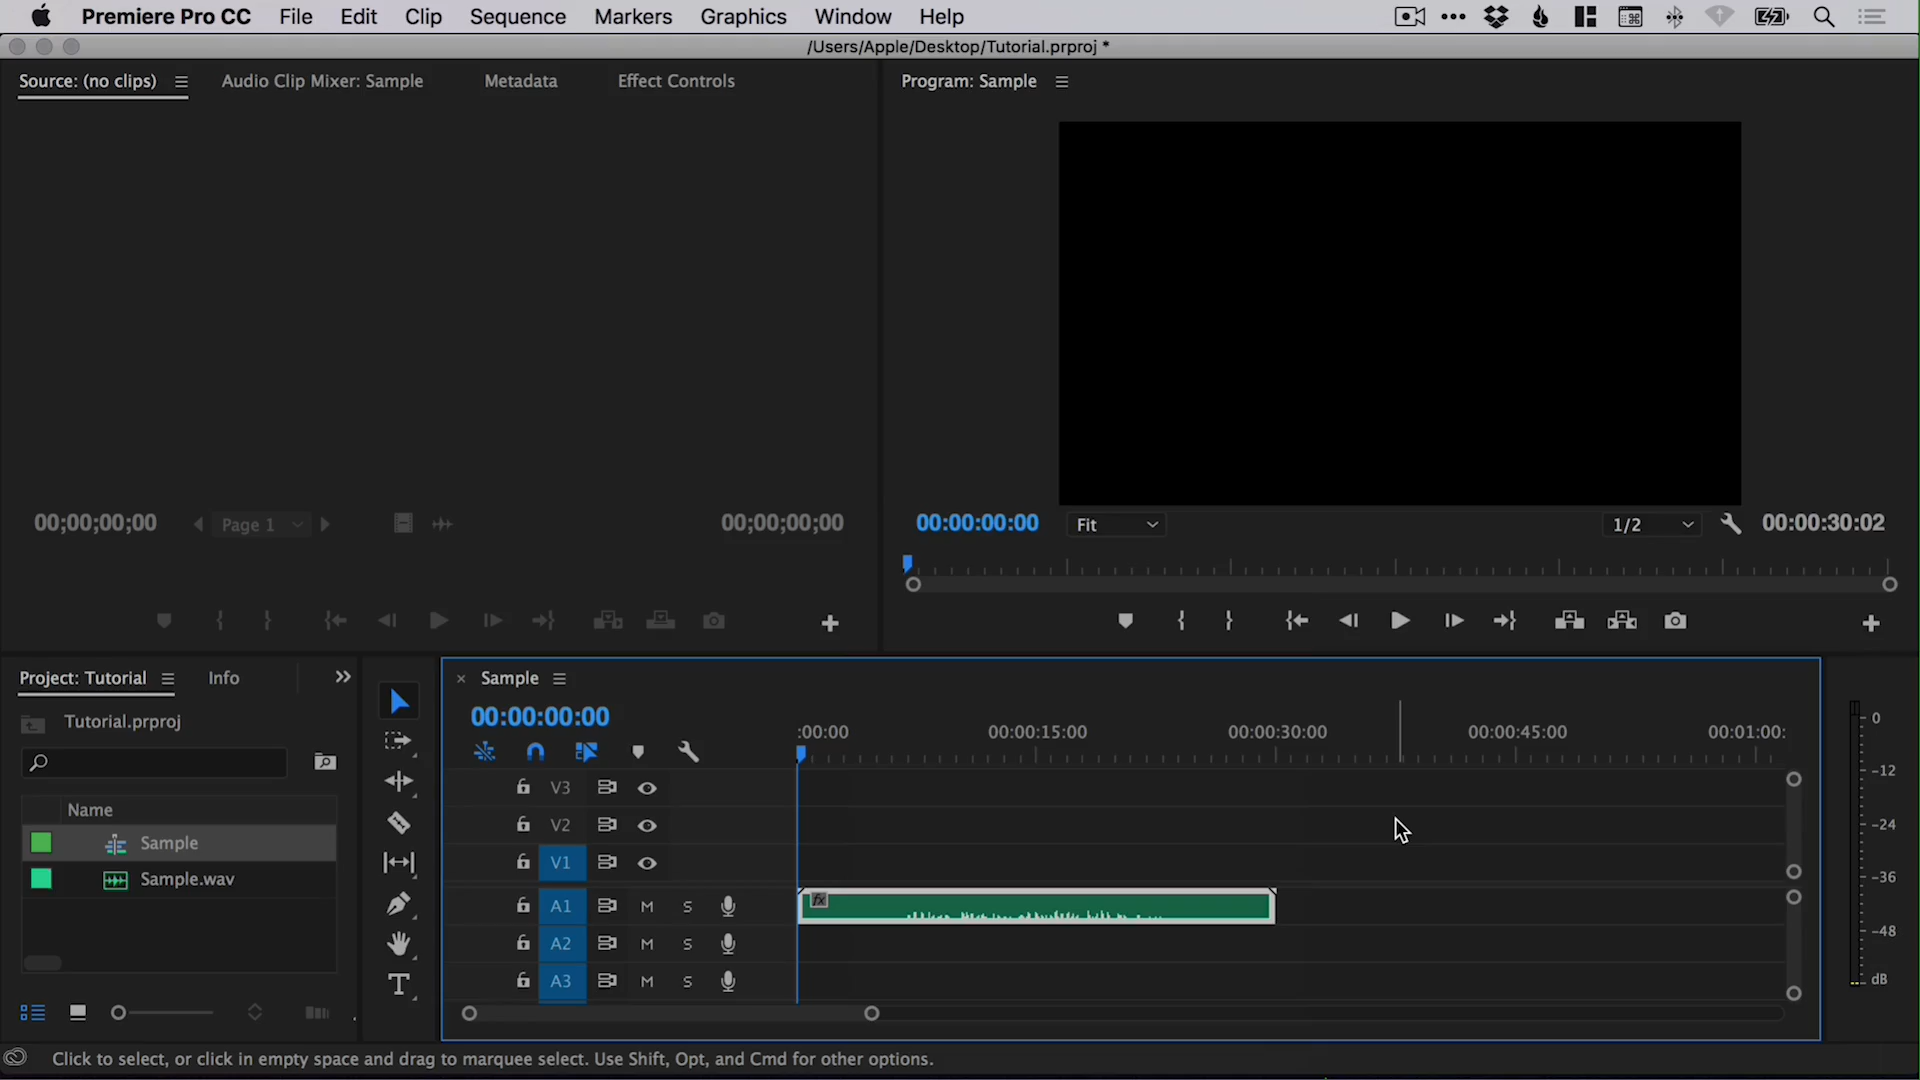 Premiere Pro CC File Edit Clip Sequence Markers Graphics Window Help
/Users/Apple/Desktop/Tutorial.prproj *
Source: (no clips) Audio Clip Mixer: Sample Metadata Effect Controls
Program: Sample
00;00;00;00 Page 1 00;00;00;00
00:00:00:00 Fit 1/2 00:00:30:02
Project: Tutorial Info
Tutorial.prproj
Name
Sample
Sample.wav
Sample
00:00:00:00
:00:00 00:00:15:00 00:00:30:00 00:00:45:00 00:01:00:
V3
V2
V1
fx
A1 M S
A2 M S
A3 M S
T
0
-12
-24
-36
-48
dB
Click to select, or click in empty space and drag to marquee select. Use Shift, Opt, and Cmd for other options.